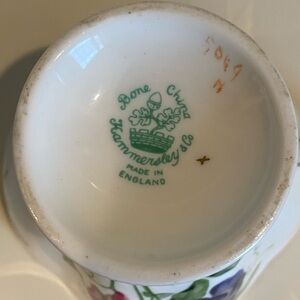 Bone China
Hammersley & Co
MADE IN
ENGLAND